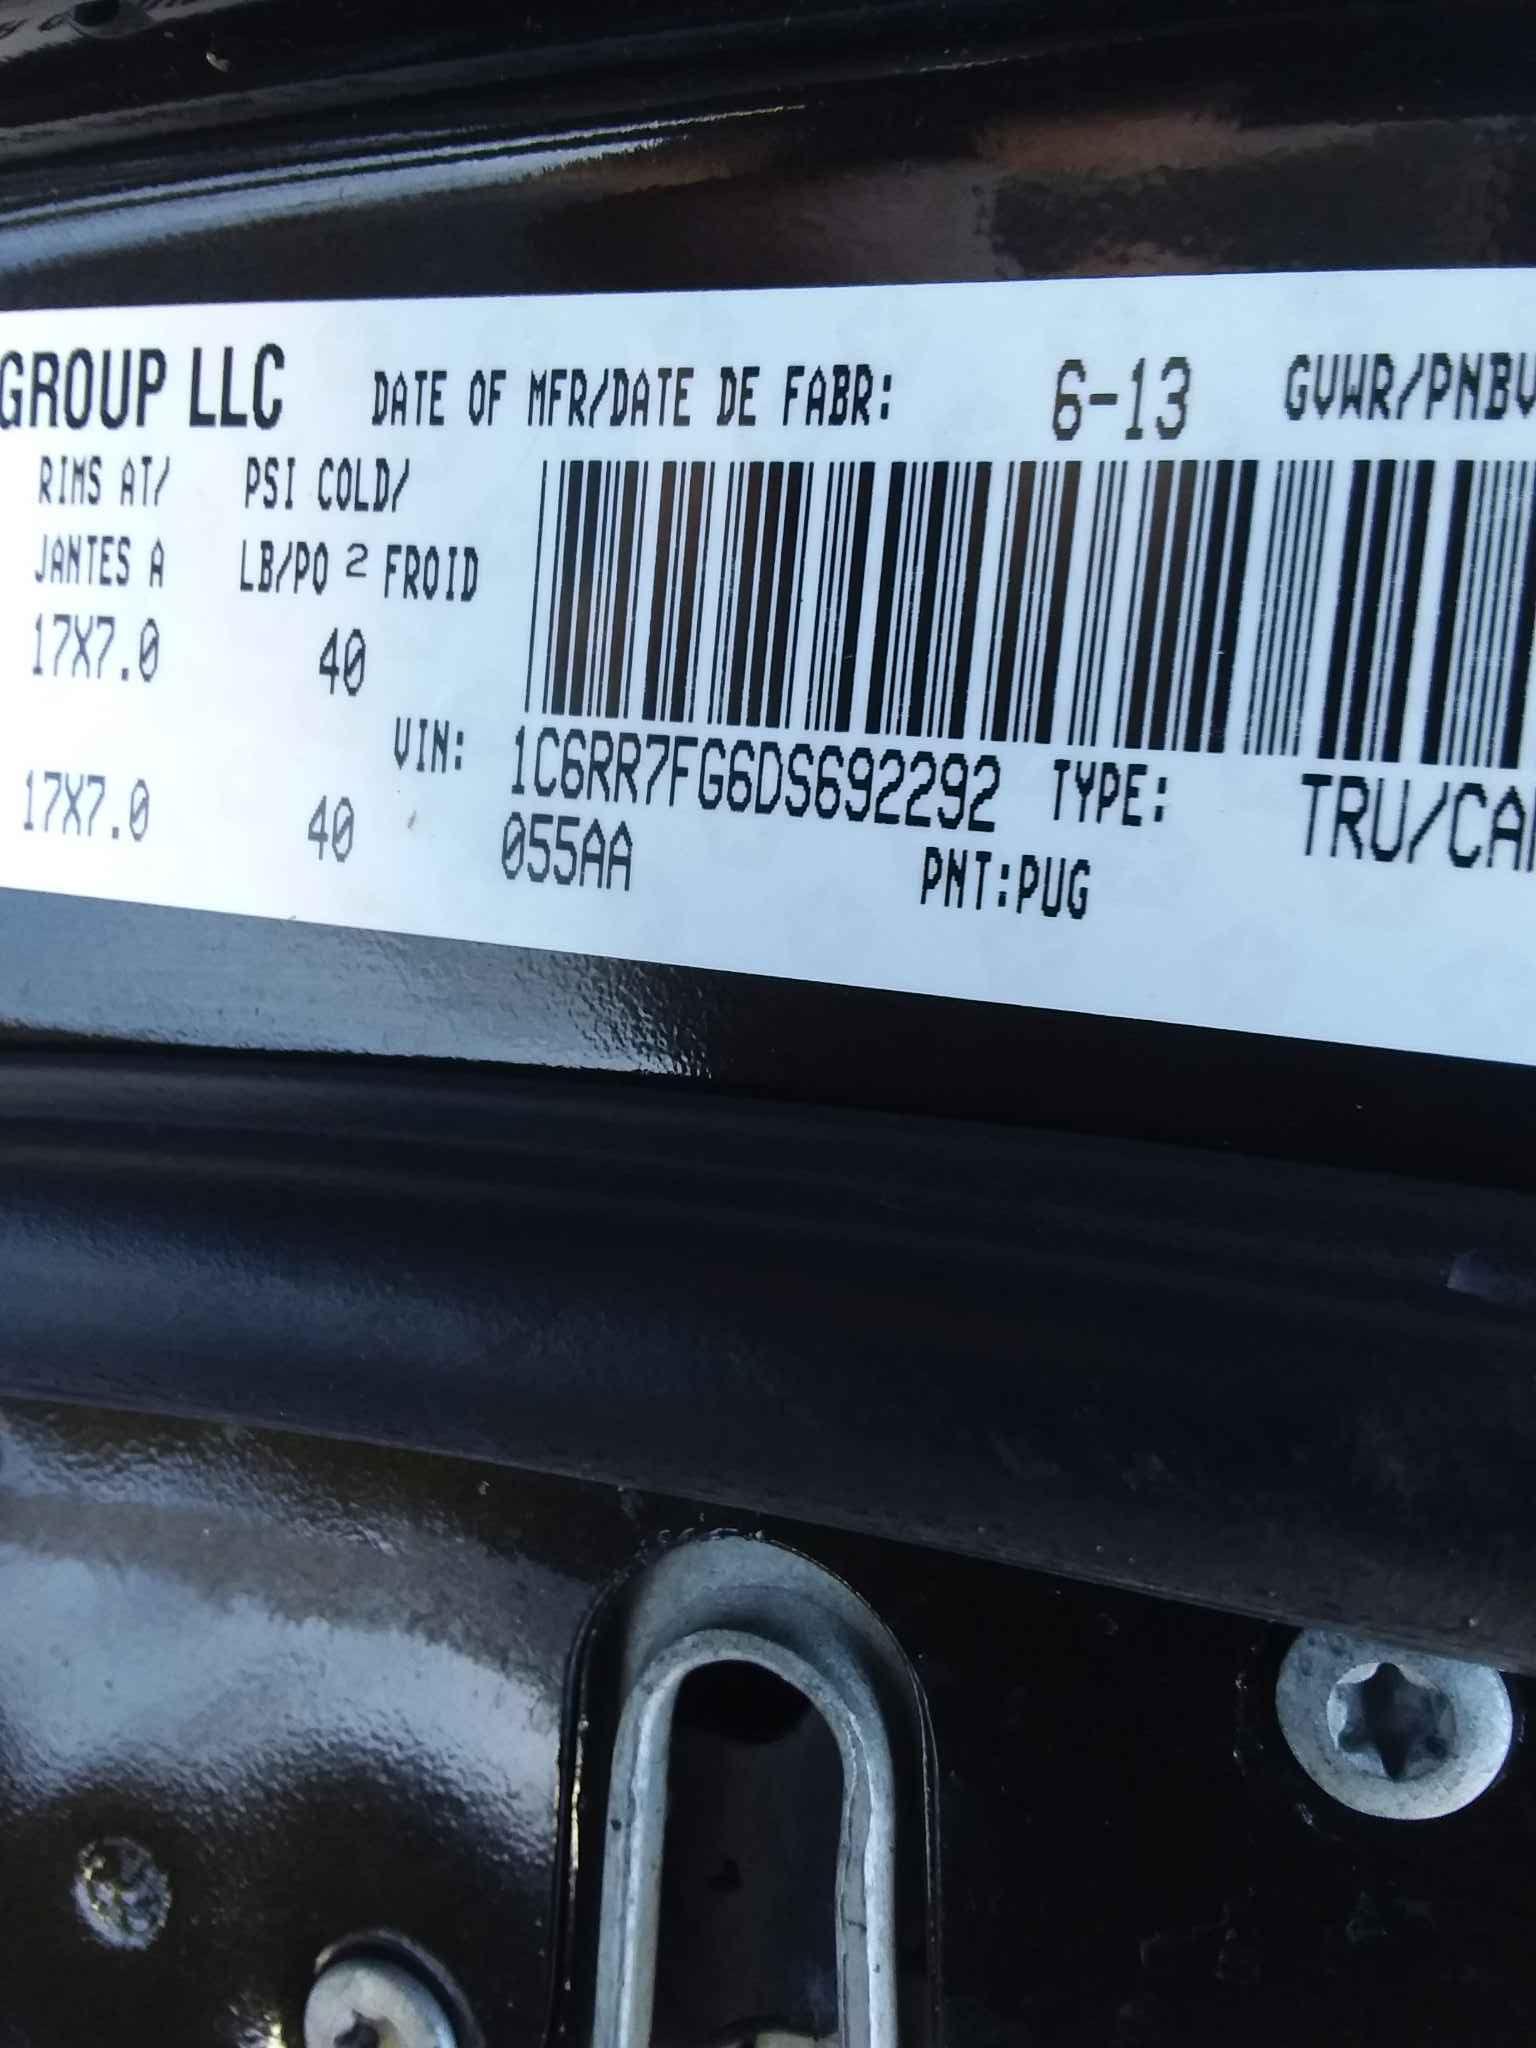 GROUP LLC DATE OF MFR/DATE DE FABR: 6-13 GVWR/PNBV
RIMS AT/ PSI COLD/
JANTES A LB/PO 2 FROID
17X7.0 40
VIN: 1C6RR7FG6DS692292 TYPE: TRU/CAM
17X7.0 40 055AA PNT:PUG